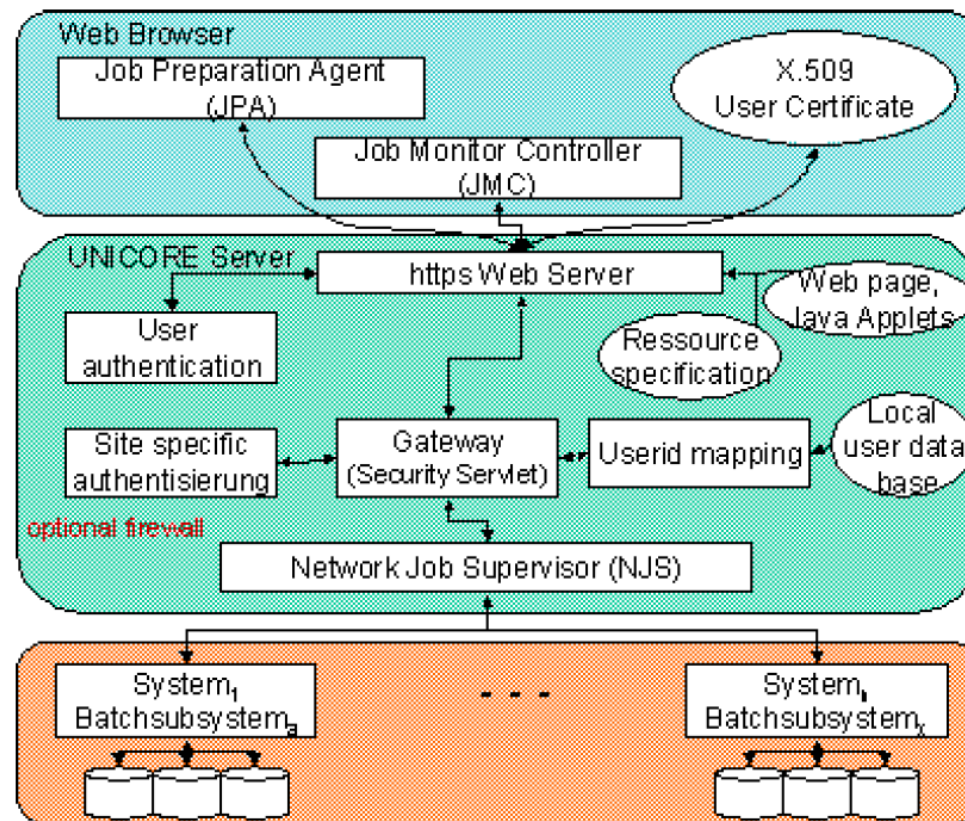 Web Browser
Job Preparation Agent
(JPA)
X.509
User Certificate
Job Monitor Controller
(JMC)
UNICORE Server
https Web Server
Web page,
Java Applets
User
authentication
Ressource
specification
Site specific
authentisierung
Gateway
(Security Servlet)
Userid mapping
Local
user data
base
optional firewall
Network Job Supervisor (NJS)
System1
Batchsubsystema
- - -
System
Batchsubsystemx